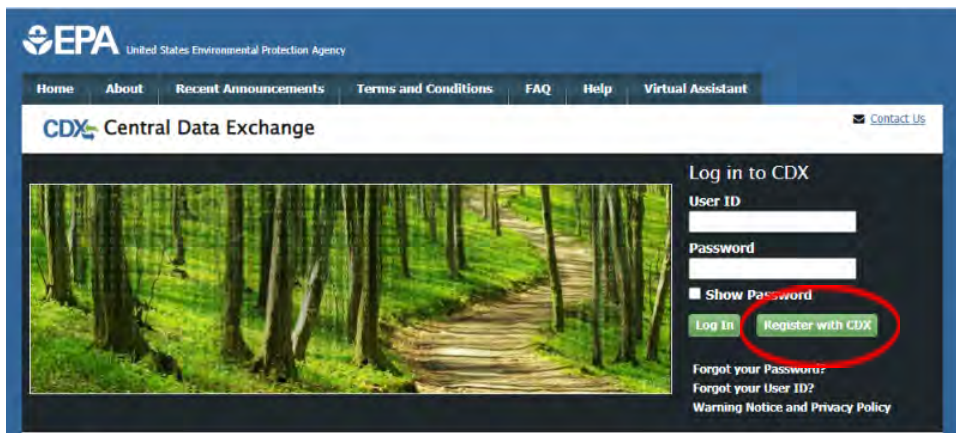 EPA United States Environmental Protection Agency
Home About Recent Announcements Terms and Conditions FAQ Help Virtual Assistant
CDX Central Data Exchange
Contact Us
Log in to CDX
User ID
Password
Show Password
Log In Register with CDX
Forgot your Password?
Forgot your User ID?
Warning Notice and Privacy Policy